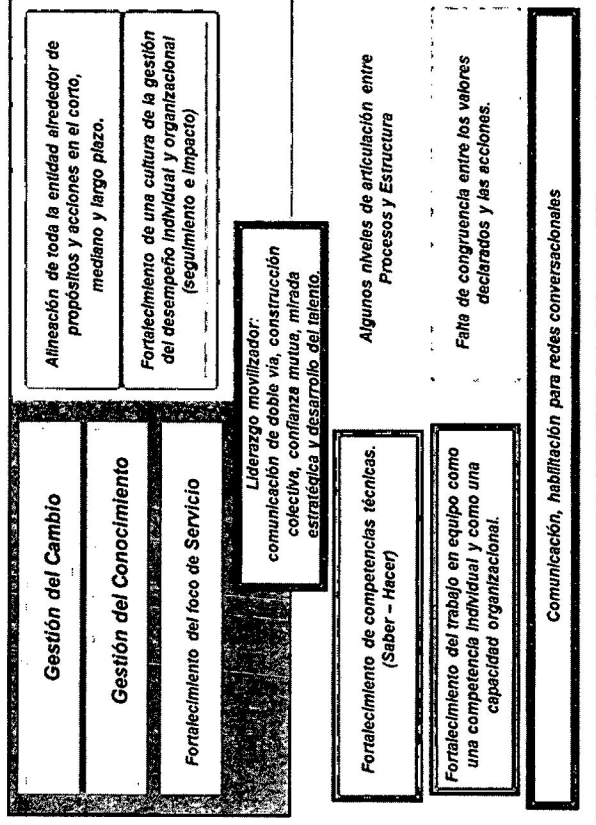 Gestión del Cambio
Gestión del Conocimiento
Fortalecimiento del foco de Servicio
Alineación de toda la entidad alrededor de
propósitos y acciones en el corto,
mediano y largo plazo.
Fortalecimiento de una cultura de la gestión
del desempeño individual y organizacional
(seguimiento e impacto)
Liderazgo movilizador:
comunicación de doble vía, construcción
colectiva, confianza mutua, mirada
estratégica y desarrollo del talento.
Fortalecimiento de competencias técnicas.
(Saber – Hacer)
Algunos niveles de articulación entre
Procesos y Estructura
Fortalecimiento del trabajo en equipo como
una competencia individual y como una
capacidad organizacional.
Falta de congruencia entre los valores
declarados y las acciones.
Comunicación, habilitación para redes conversacionales